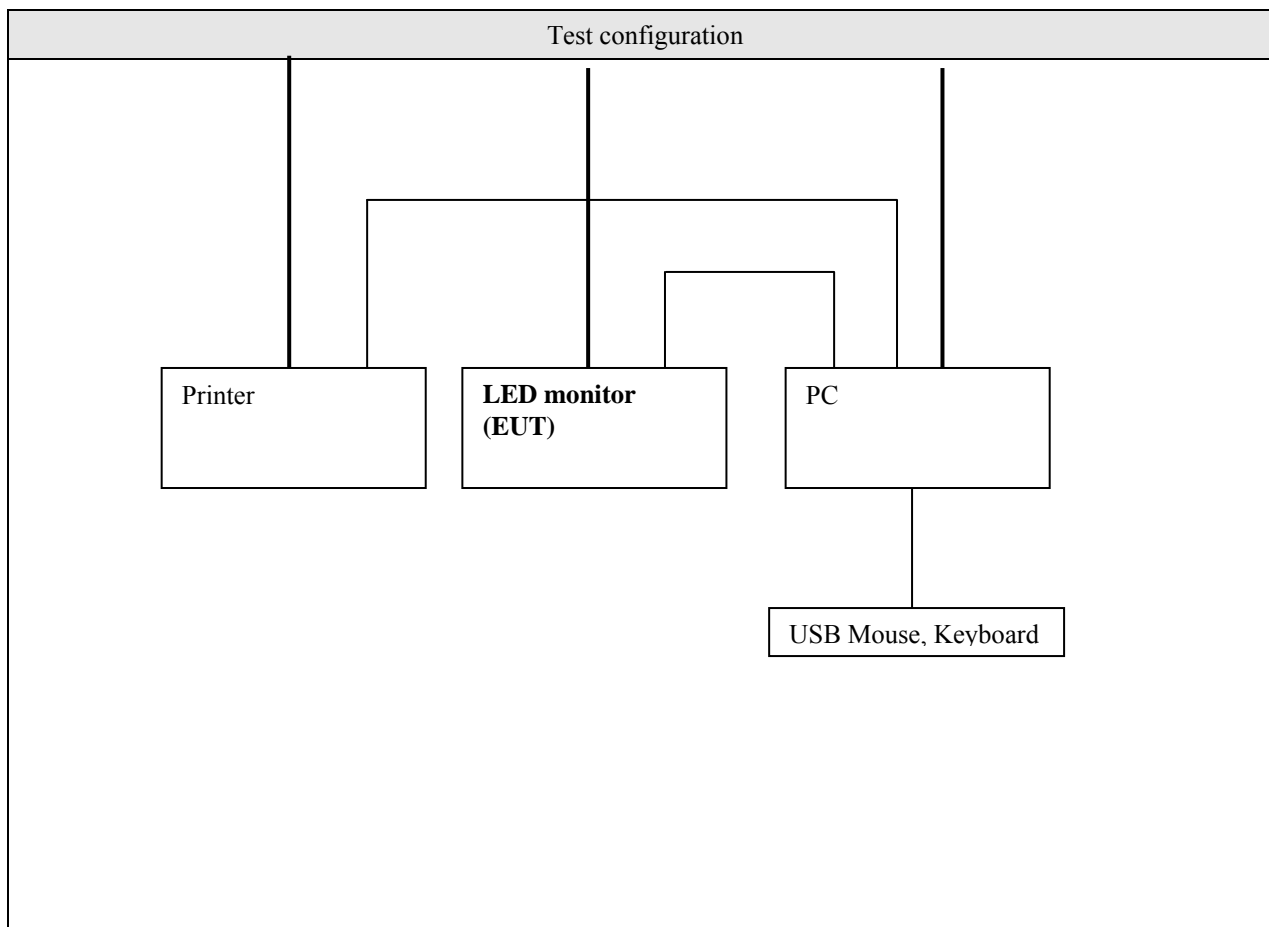 Test configuration
Printer
LED monitor
(EUT)
PC
USB Mouse, Keyboard